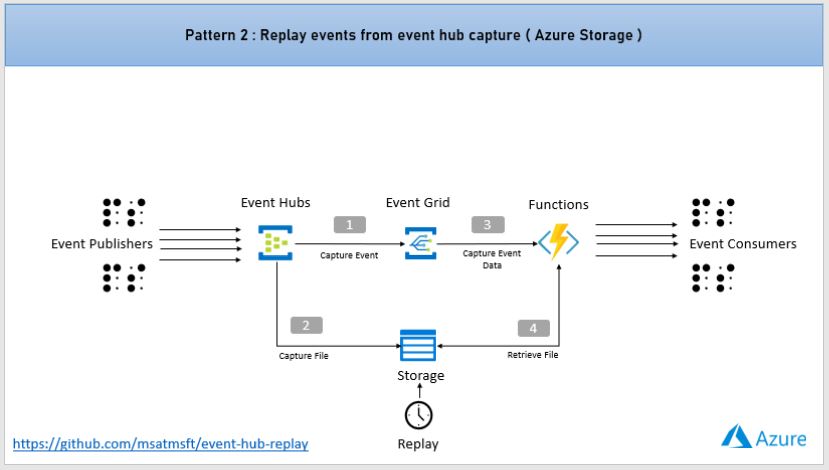 Pattern 2 : Replay events from event hub capture ( Azure Storage )
Event Hubs
Event Grid
Functions
1
3
Event Publishers
Event Consumers
Capture Event
Capture Event
Data
2
4
Capture File
Retrieve File
Storage
Replay
https://github.com/msatmsft/event-hub-replay
Azure